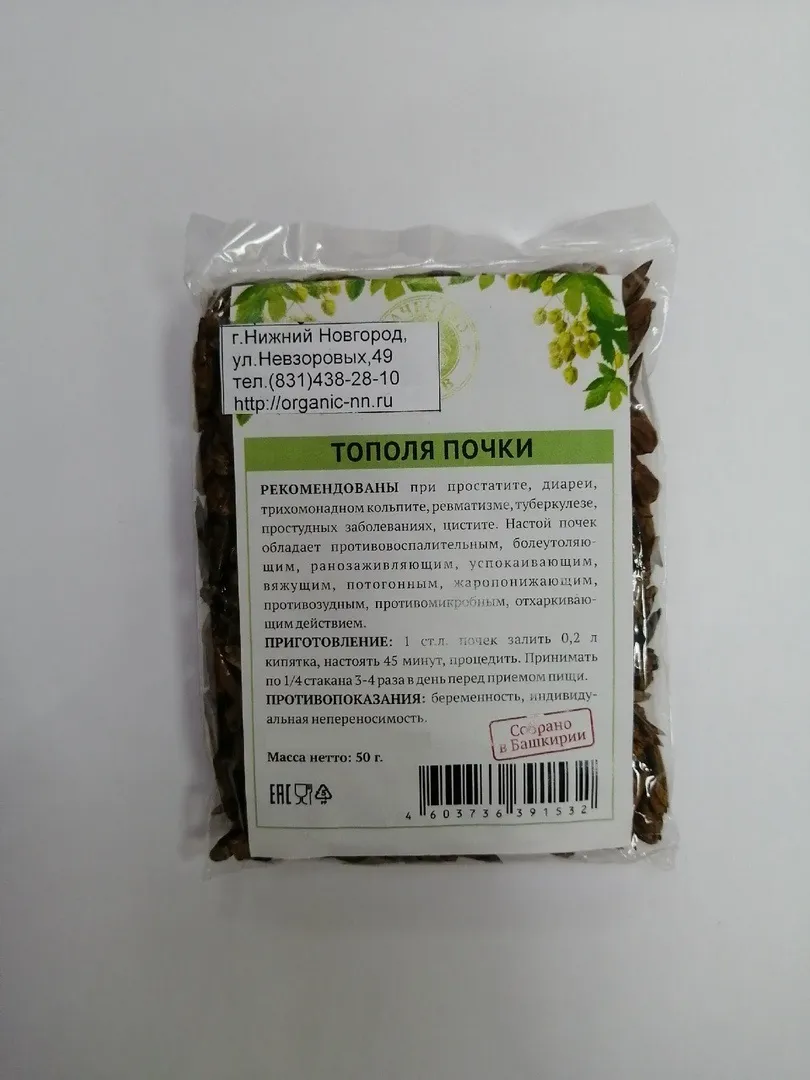 г.Нижний Новгород,
ул.Невзоровых,49
тел.(831)438-28-10
http://organic-nn.ru
ТОПОЛЯ ПОЧКИ
РЕКОМЕНДОВАНЫ при простатите, диареи,
трихомонадном кольпите, ревматизме, туберкулезе,
простудных заболеваниях, цистите. Настой почек
обладает противовоспалительным, болеутоляю-
щим, ранозаживляющим, успокаивающим,
вяжущим, потогонным, жаропонижающим,
противозудным, противомикробным, отхаркиваю-
щим действием.
ПРИГОТОВЛЕНИЕ: 1 ст.л. почек залить 0,2 л
кипятка, настоять 45 минут, процедить. Принимать
по 1/4 стакана 3-4 раза в день перед приемом пищи.
ПРОТИВОПОКАЗАНИЯ: беременность, индивиду-
альная непереносимость.
Собрано
в Башкирии
Масса нетто: 50 г.
EAC
4 603736 391532